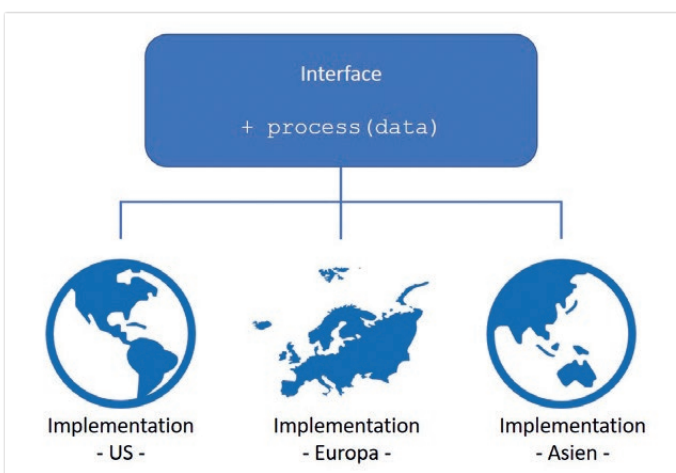 Interface
+ process(data)
Implementation
- US -
Implementation
- Europa -
Implementation
- Asien -